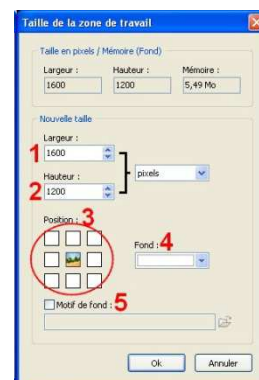 Taille de la zone de travail
Taille en pixels / Mémoire (Fond)
Largeur : Hauteur : Mémoire :
1600 1200 5,49 Mo
Nouvelle taille
Largeur :
1 1600
pixels
Hauteur :
2 1200
Position : 3
Fond : 4
Motif de fond : 5
Ok Annuler